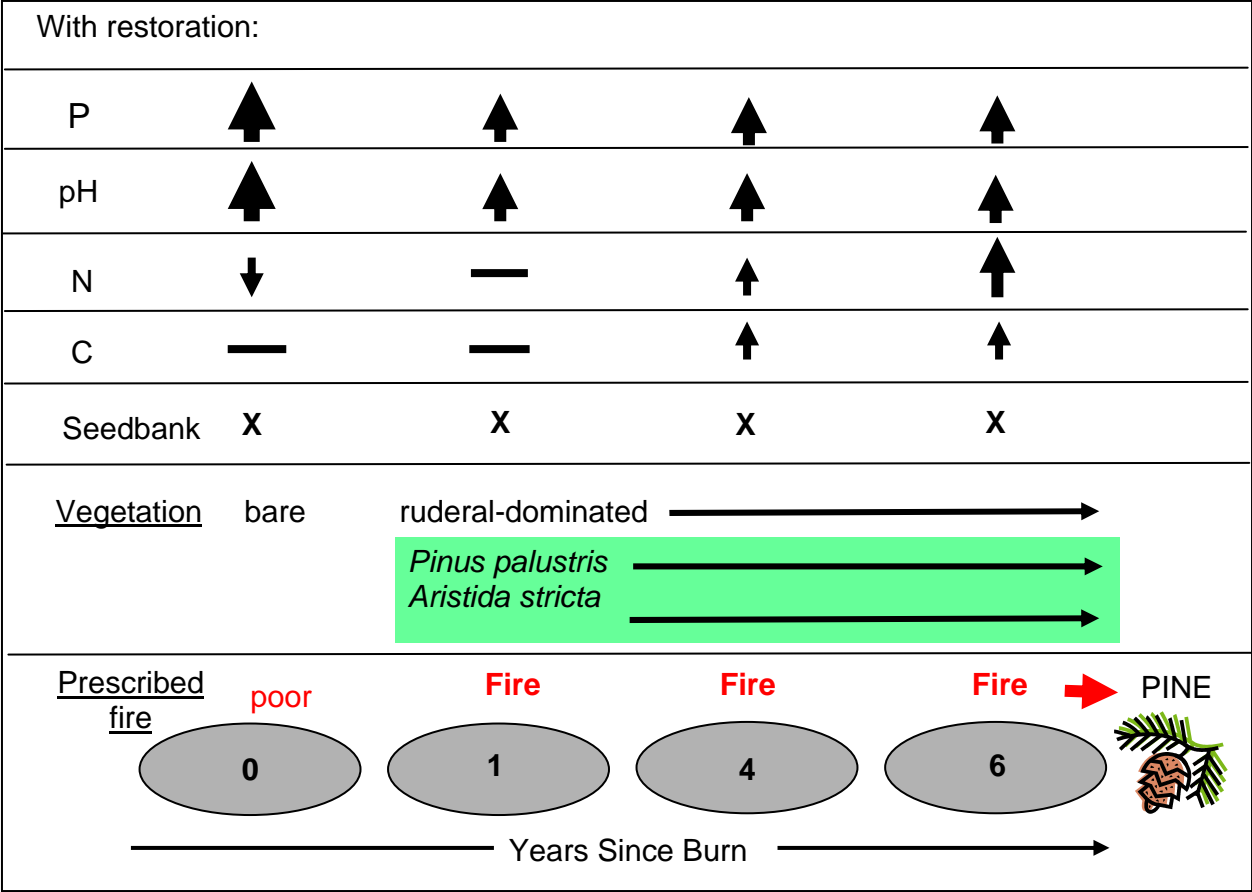 With restoration:
P
pH
N
C
Seedbank X X X X
Vegetation bare ruderal-dominated
Pinus palustris
Aristida stricta
Prescribed fire poor Fire Fire Fire PINE
0 1 4 6
Years Since Burn